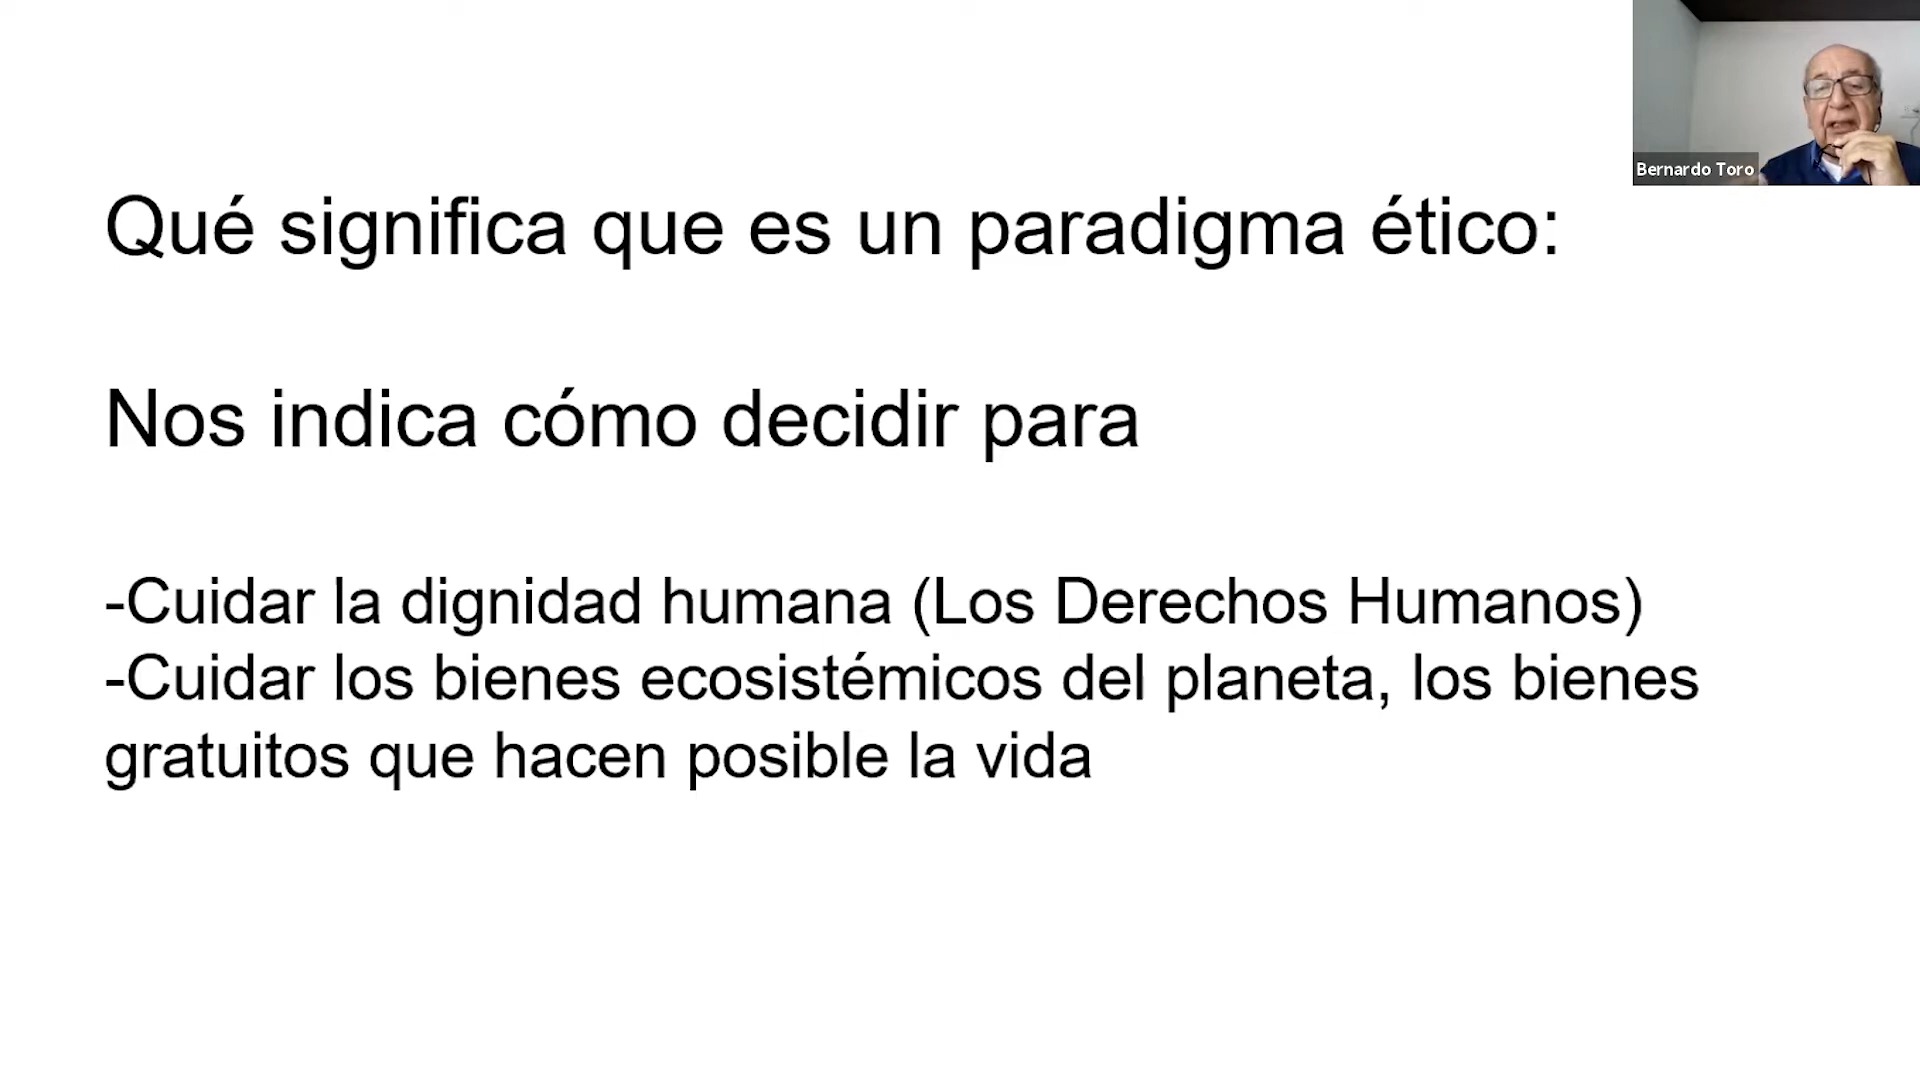 Bernardo Toro
Qué significa que es un paradigma ético:
Nos indica cómo decidir para
-Cuidar la dignidad humana (Los Derechos Humanos)
-Cuidar los bienes ecosistémicos del planeta, los bienes
gratuitos que hacen posible la vida